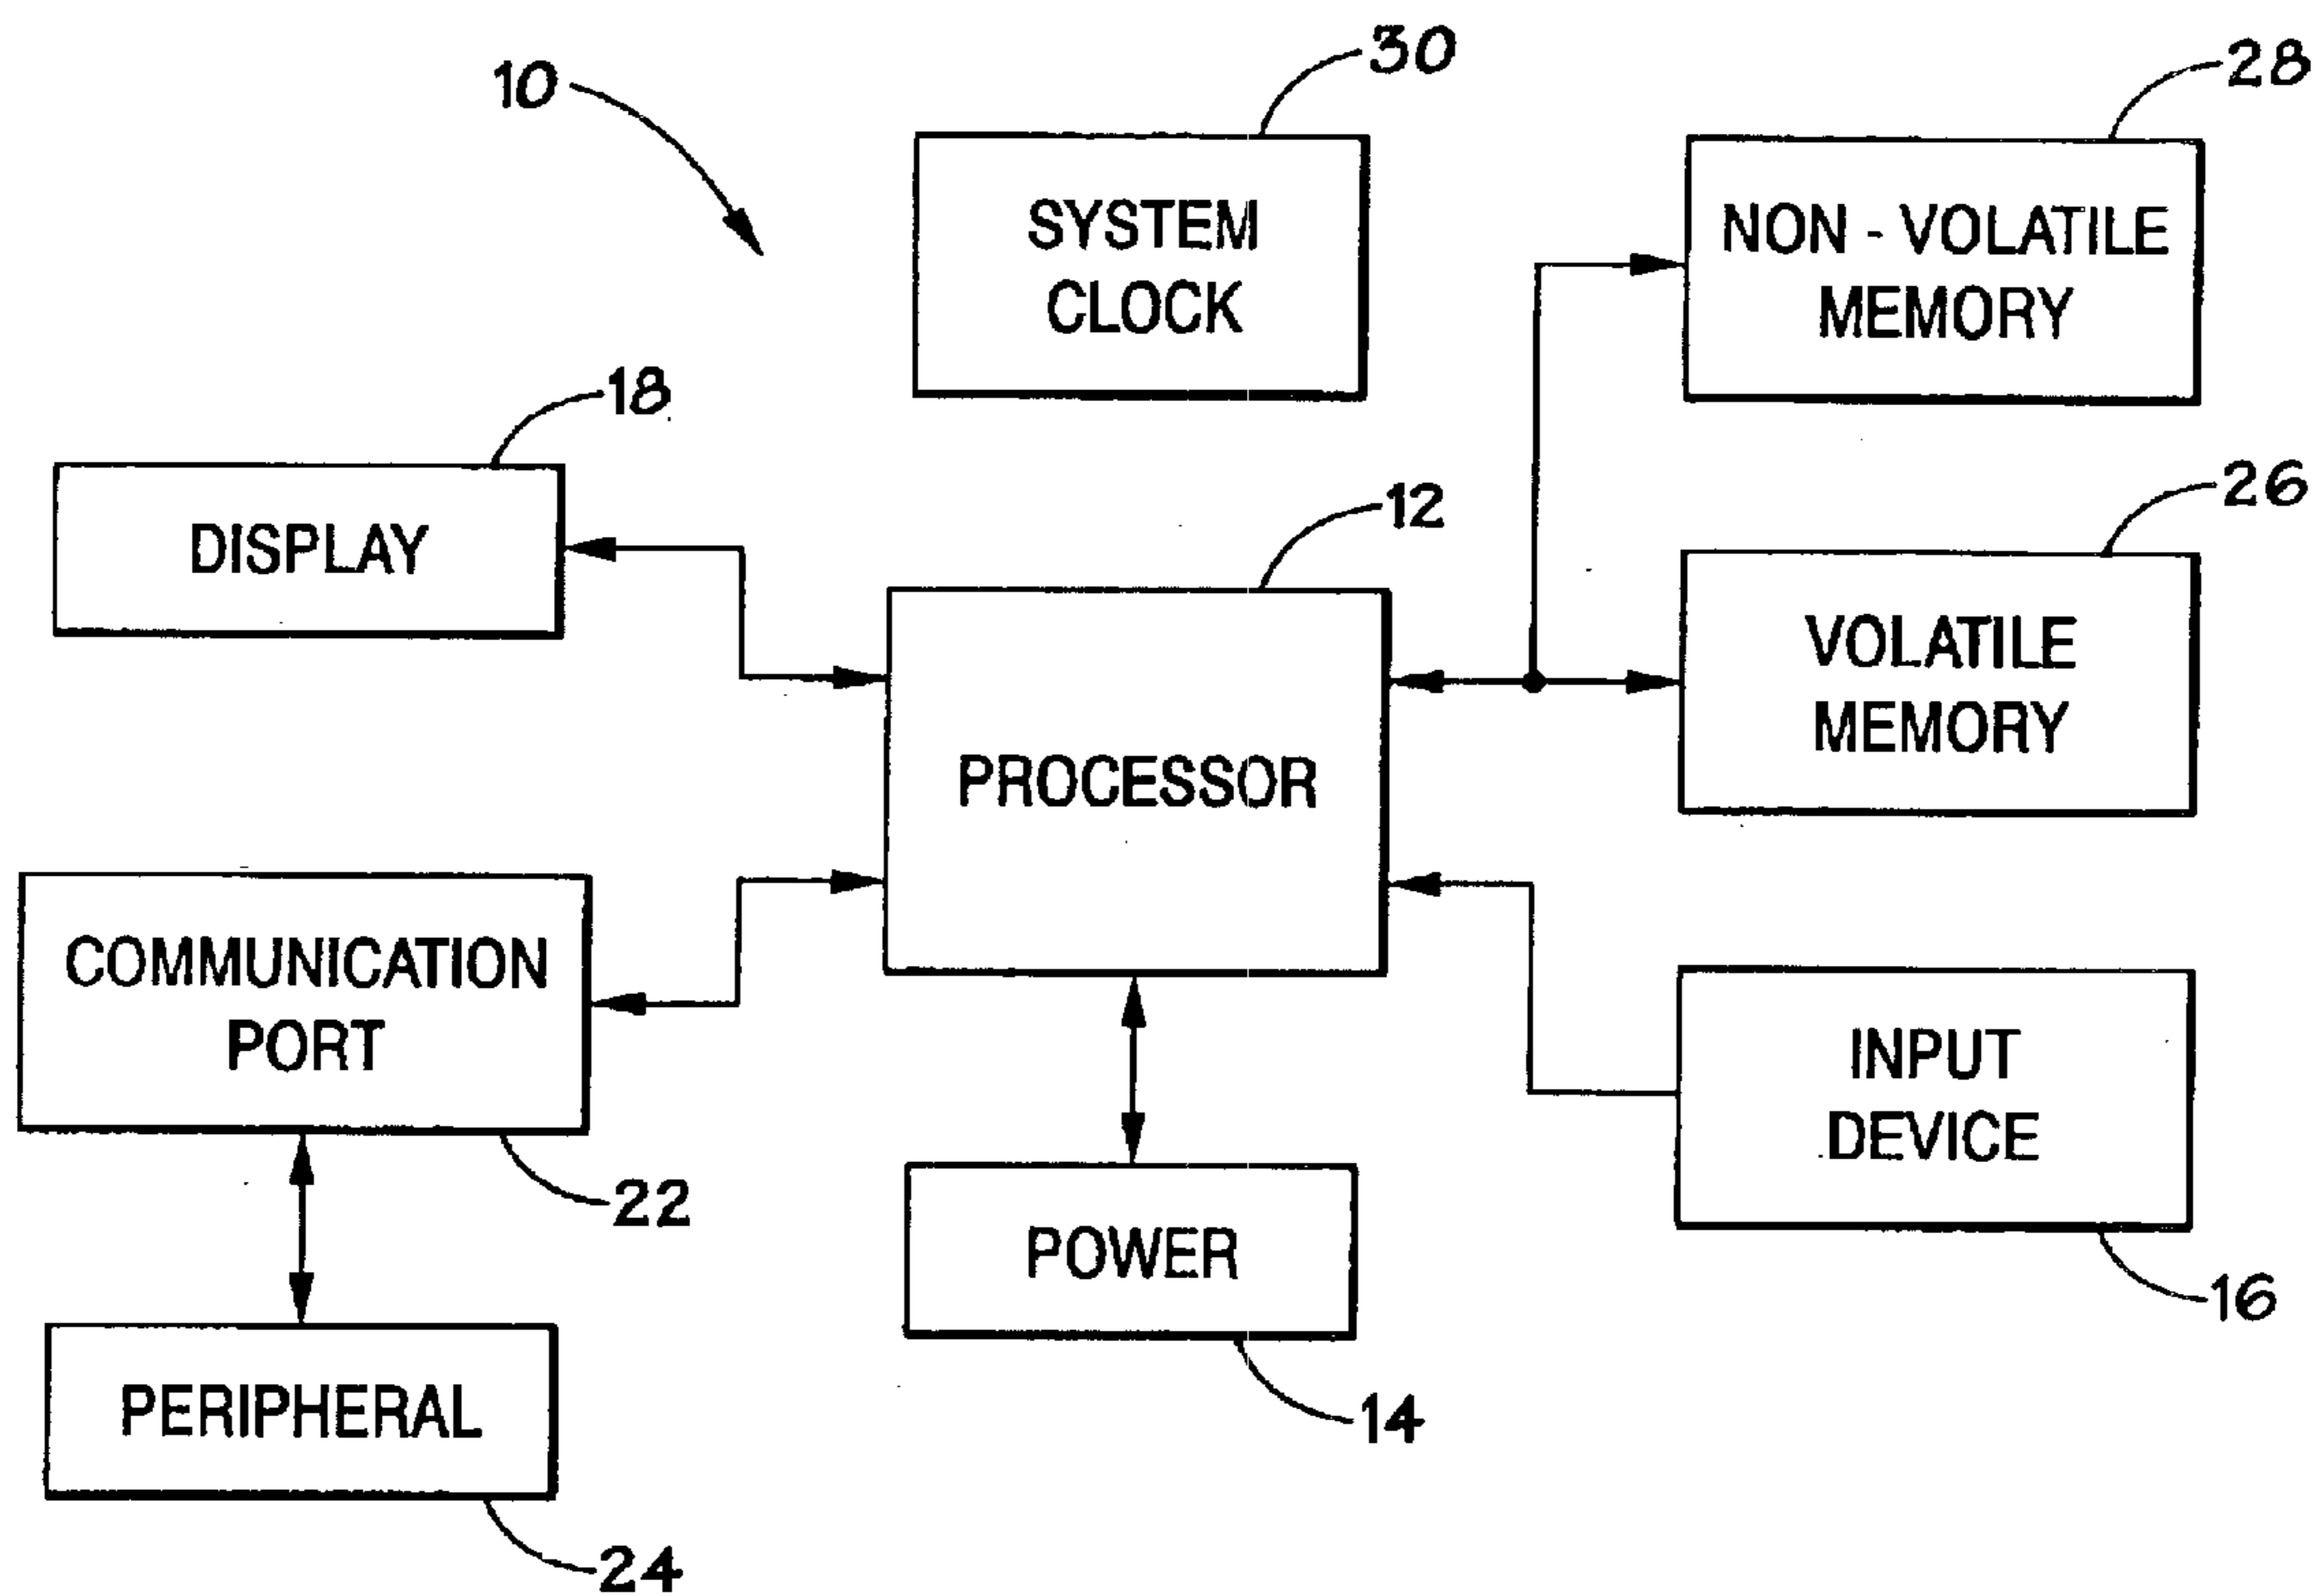 10
30
28
SYSTEM
CLOCK
NON - VOLATILE
MEMORY
18
DISPLAY
12
26
PROCESSOR
VOLATILE
MEMORY
COMMUNICATION
PORT
22
INPUT
DEVICE
16
POWER
14
PERIPHERAL
24